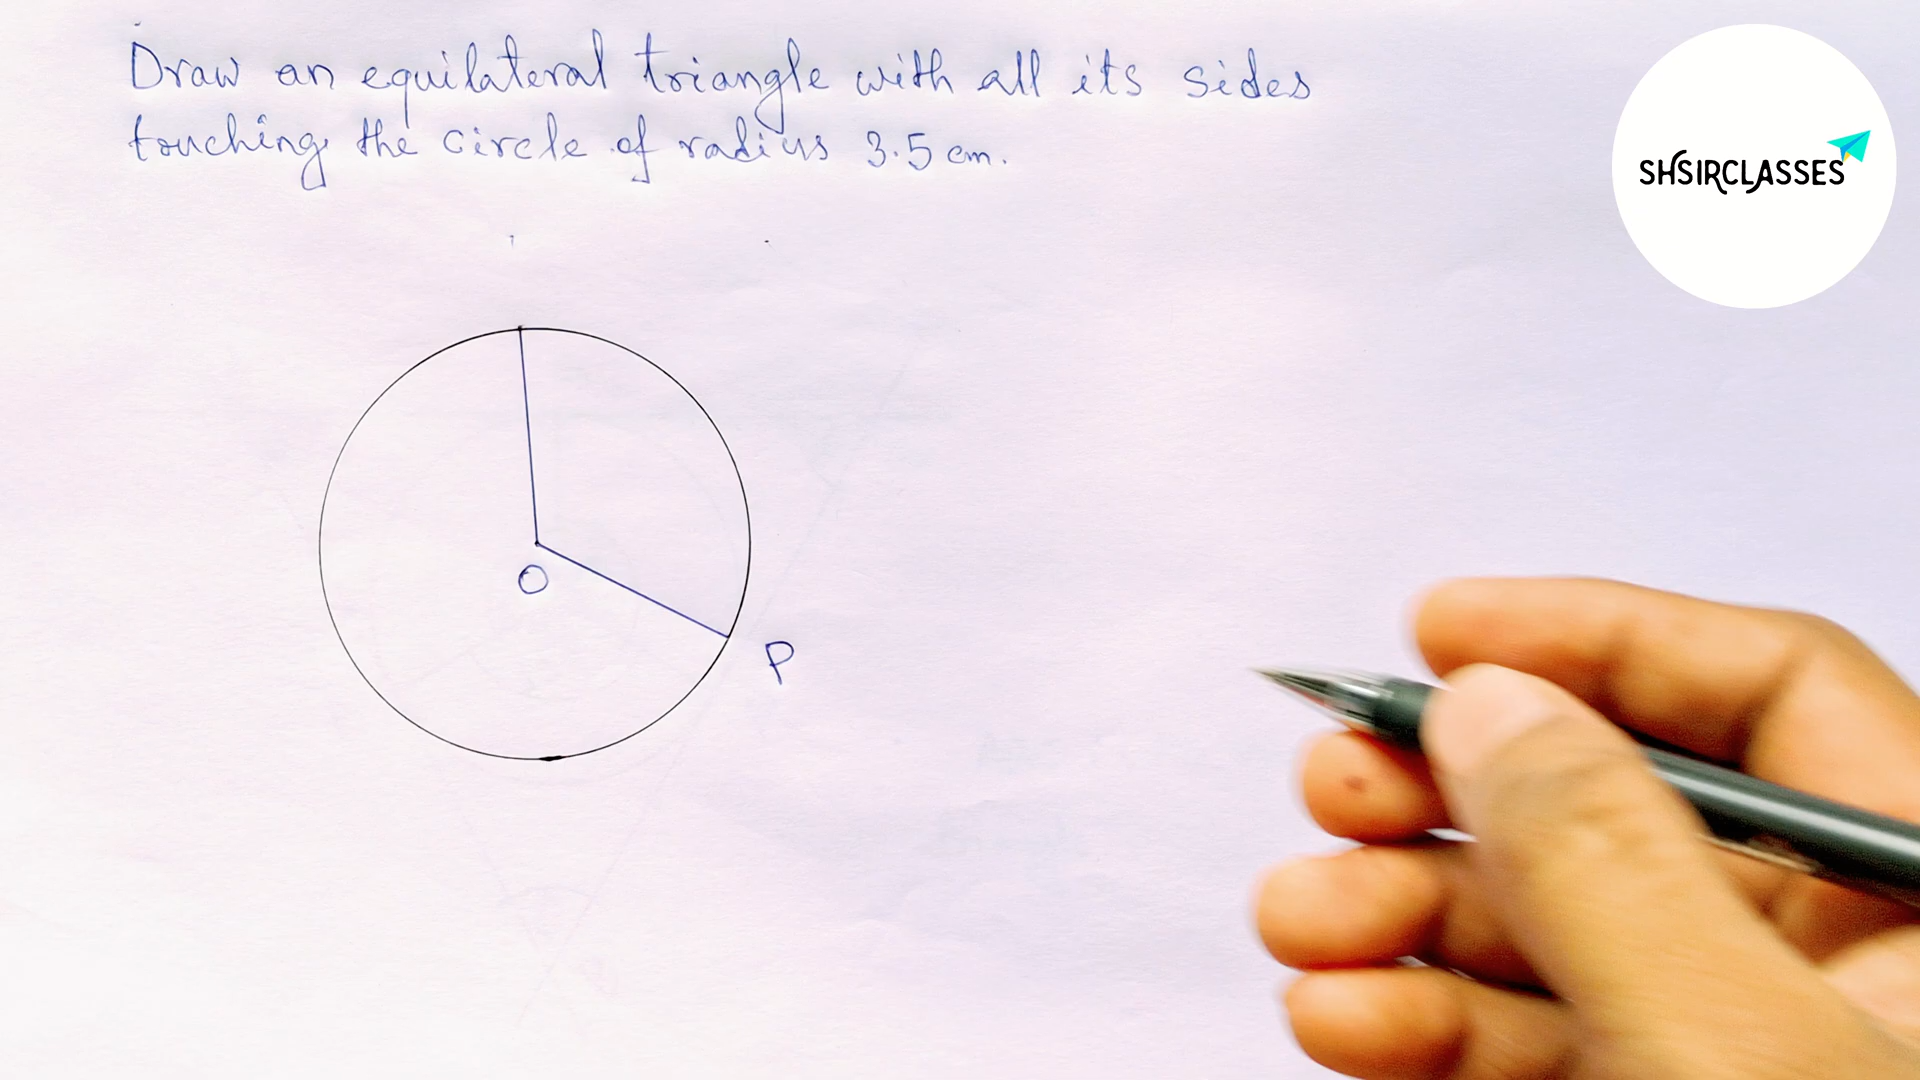 Draw an equilateral triangle with all its sides
touching the circle of radius 3.5 cm.
SHSIRCLASSES
O
P